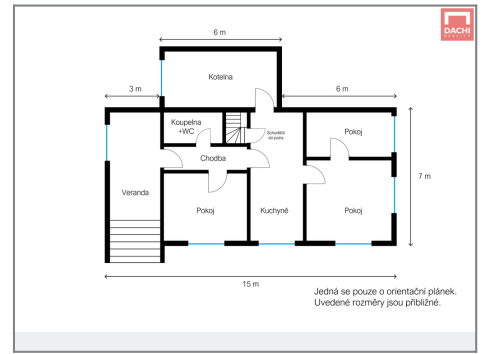 DACHI
REALITY
6 m
Kotelna
3 m
6 m
Koupelna
+WC
Schodiště
do patra
Pokoj
Chodba
7 m
Veranda
Pokoj
Kuchyně
Pokoj
15 m
Jedná se pouze o orientační plánek.
Uvedené rozměry jsou přibližné.